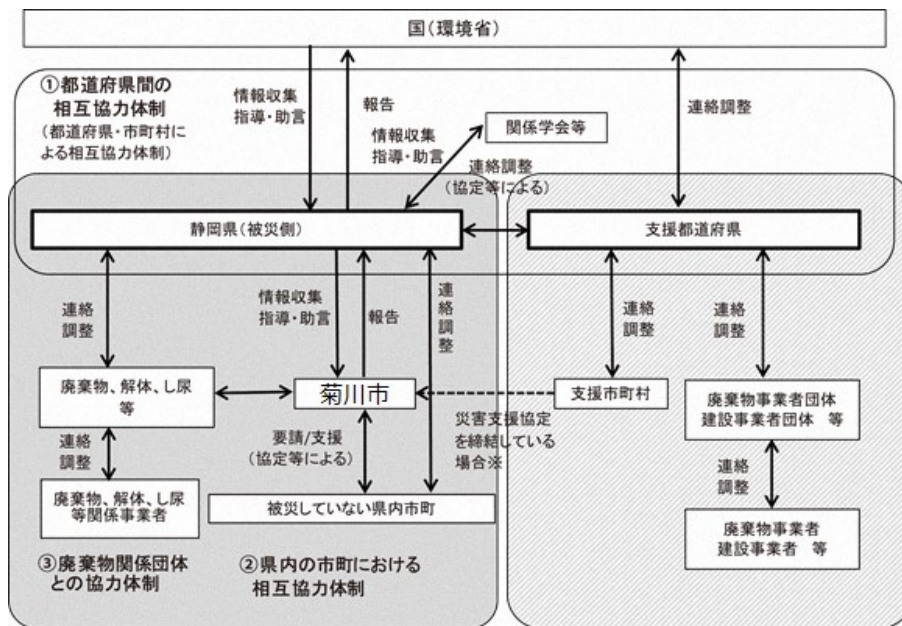 国(環境省)
①都道府県間の
相互協力体制
(都道府県・市町村に
よる相互協力体制)
情報収集
指導・助言
報告
情報収集
指導・助言
関係学会等
連絡調整
連絡調整
(協定等による)
静岡県(被災側)
支援都道府県
連絡
調整
情報収集
指導・助言
報告
連絡
調整
連絡
調整
連絡
調整
廃棄物、解体、し尿
等
菊川市
支援市町村
廃棄物事業者団体
建設事業者団体 等
連絡
調整
要請/支援
(協定等による)
災害支援協定
を締結している
場合※
連絡
調整
廃棄物、解体、し尿
等関係事業者
被災していない県内市町
廃棄物事業者
建設事業者 等
③廃棄物関係団体
との協力体制
②県内の市町における
相互協力体制